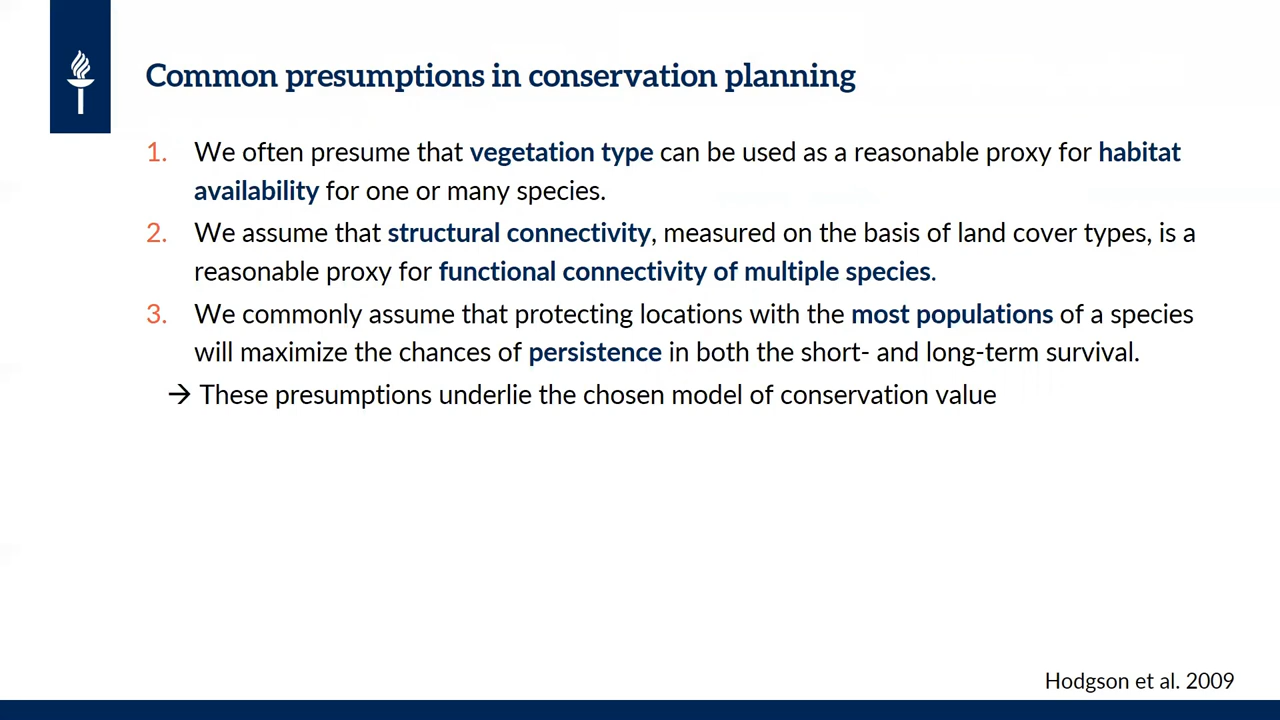 Common presumptions in conservation planning
1. We often presume that vegetation type can be used as a reasonable proxy for habitat
availability for one or many species.
2. We assume that structural connectivity, measured on the basis of land cover types, is a
reasonable proxy for functional connectivity of multiple species.
3. We commonly assume that protecting locations with the most populations of a species
will maximize the chances of persistence in both the short- and long-term survival.
→ These presumptions underlie the chosen model of conservation value
Hodgson et al. 2009